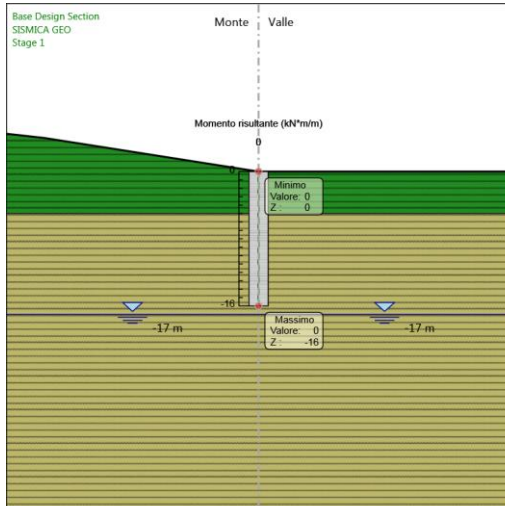 Base Design Section
SISMICA GEO
Stage 1
Monte Valle
Momento risultante (kN*m/m)
0
0
Minimo
Valore: 0
Z : 0
-16
Massimo
Valore: 0
Z : -16
-17 m
-17 m